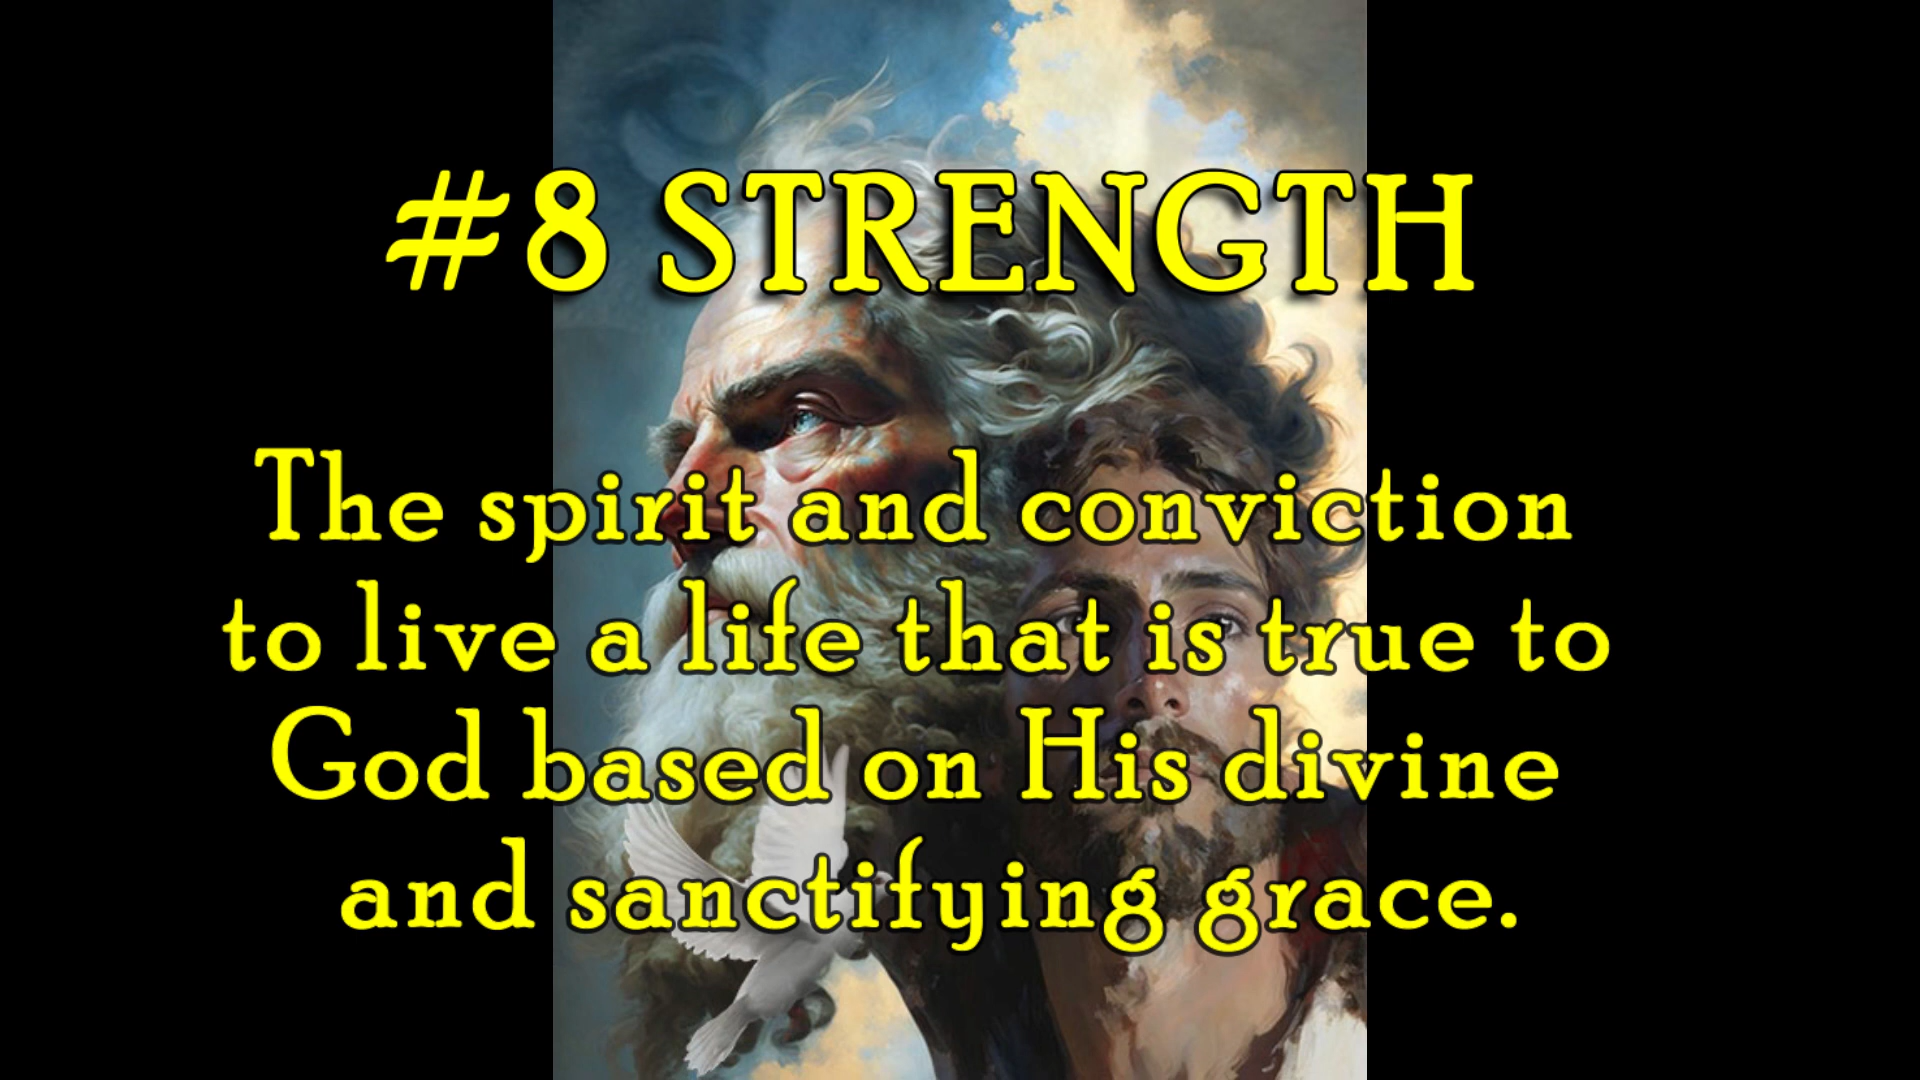 #8 STRENGTH
The spirit and conviction
to live a life that is true to
God based on His divine
and sanctifying grace.